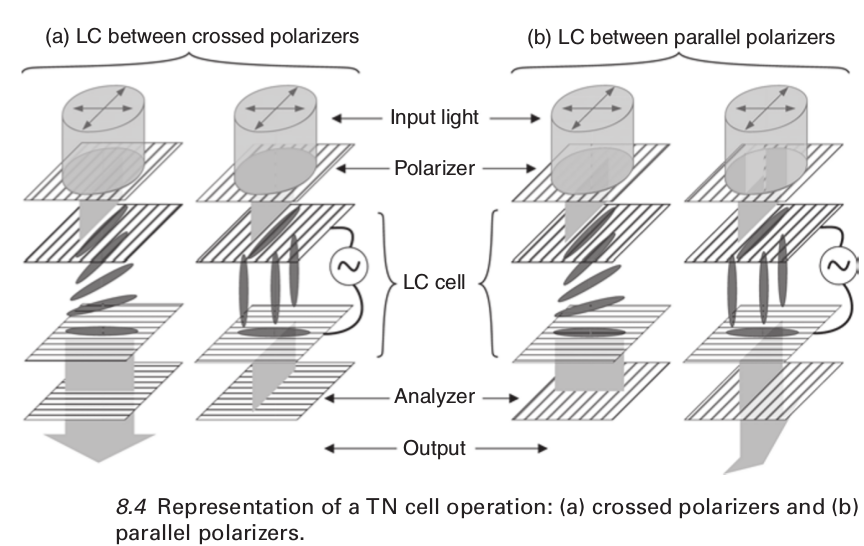 (a) LC between crossed polarizers
(b) LC between parallel polarizers
Input light
Polarizer
LC cell
Analyzer
Output
8.4 Representation of a TN cell operation: (a) crossed polarizers and (b)
parallel polarizers.